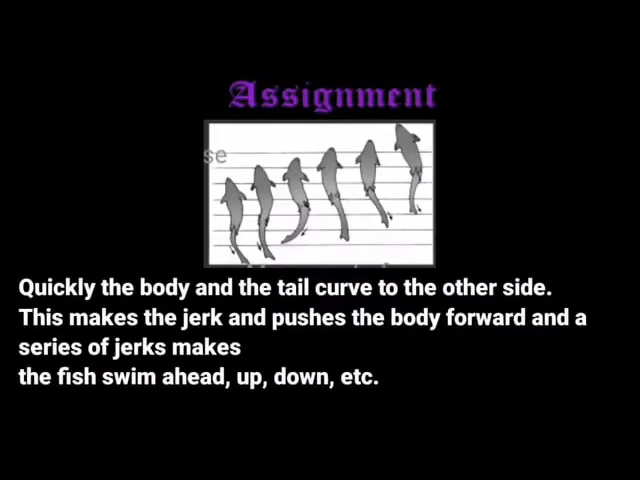 Assignment
se
Quickly the body and the tail curve to the other side.
This makes the jerk and pushes the body forward and a
series of jerks makes
the fish swim ahead, up, down, etc.